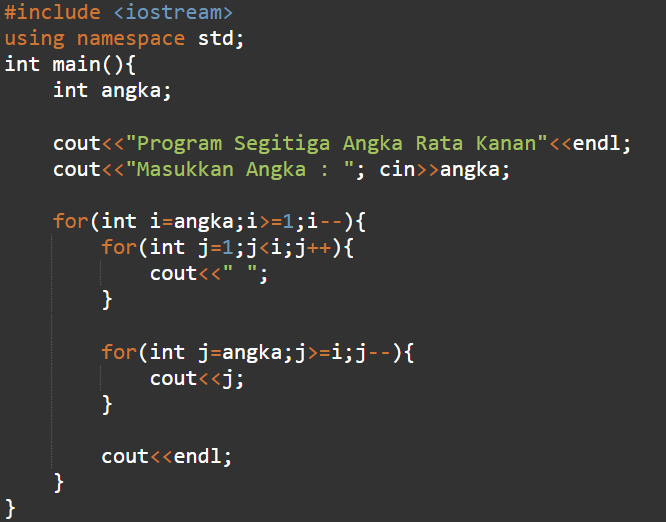 #include <iostream>
using namespace std;
int main(){
    int angka;

    cout<<"Program Segitiga Angka Rata Kanan"<<endl;
    cout<<"Masukkan Angka : "; cin>>angka;

    for(int i=angka;i>=1;i--){
        for(int j=1;j<i;j++){
            cout<<" ";
        }

        for(int j=angka;j>=i;j--){
            cout<<j;
        }

        cout<<endl;
    }
}